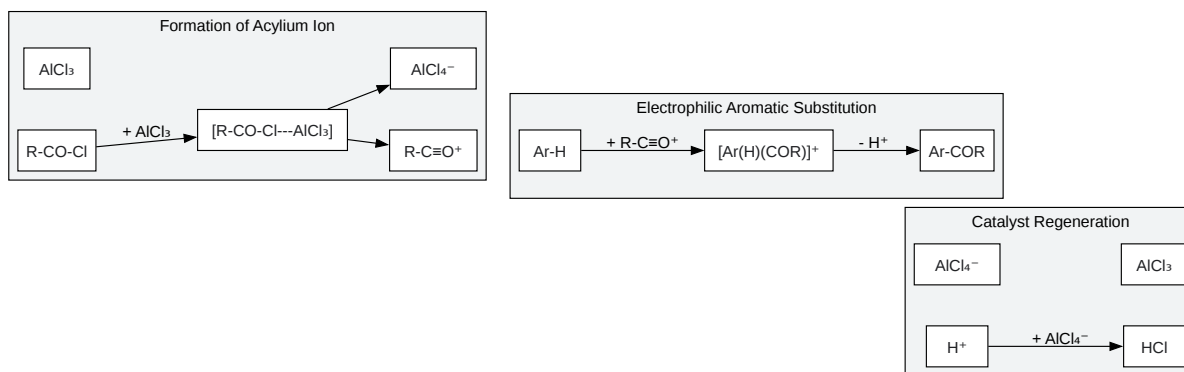 Formation of Acylium Ion
AlCl₃
AlCl₄⁻
R-CO-Cl
+ AlCl₃
[R-CO-Cl---AlCl₃]
R-C≡O⁺
Electrophilic Aromatic Substitution
Ar-H
+ R-C≡O⁺
[Ar(H)(COR)]⁺
- H⁺
Ar-COR
Catalyst Regeneration
AlCl₄⁻
AlCl₃
H⁺
+ AlCl₄⁻
HCl